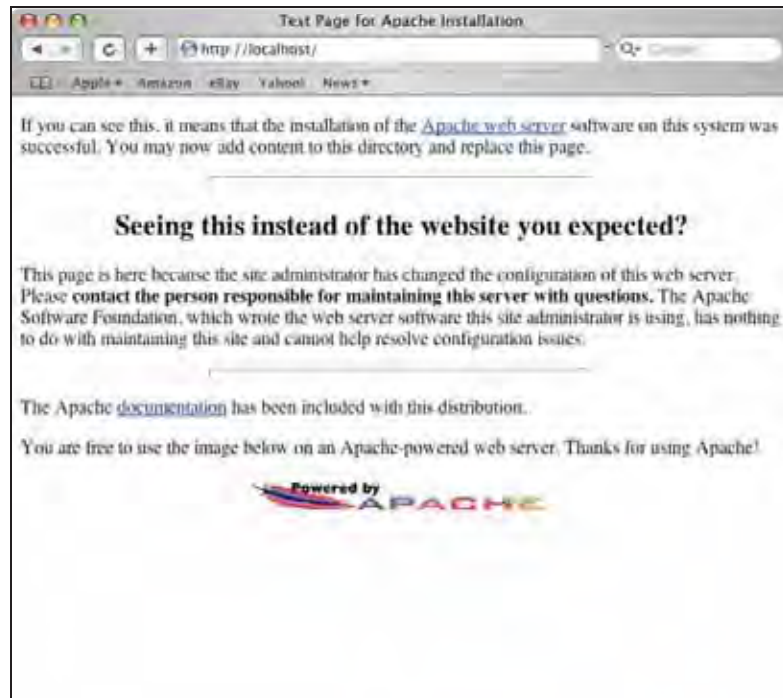 Test Page for Apache Installation
http://localhost/
Apple Amazon eBay Yahoo! News
If you can see this, it means that the installation of the Apache web server software on this system was
successful. You may now add content to this directory and replace this page.
Seeing this instead of the website you expected?
This page is here because the site administrator has changed the configuration of this web server.
Please contact the person responsible for maintaining this server with questions. The Apache
Software Foundation, which wrote the web server software this site administrator is using, has nothing
to do with maintaining this site and cannot help resolve configuration issues.
The Apache documentation has been included with this distribution.
You are free to use the image below on an Apache-powered web server. Thanks for using Apache!
Powered by
APACHE